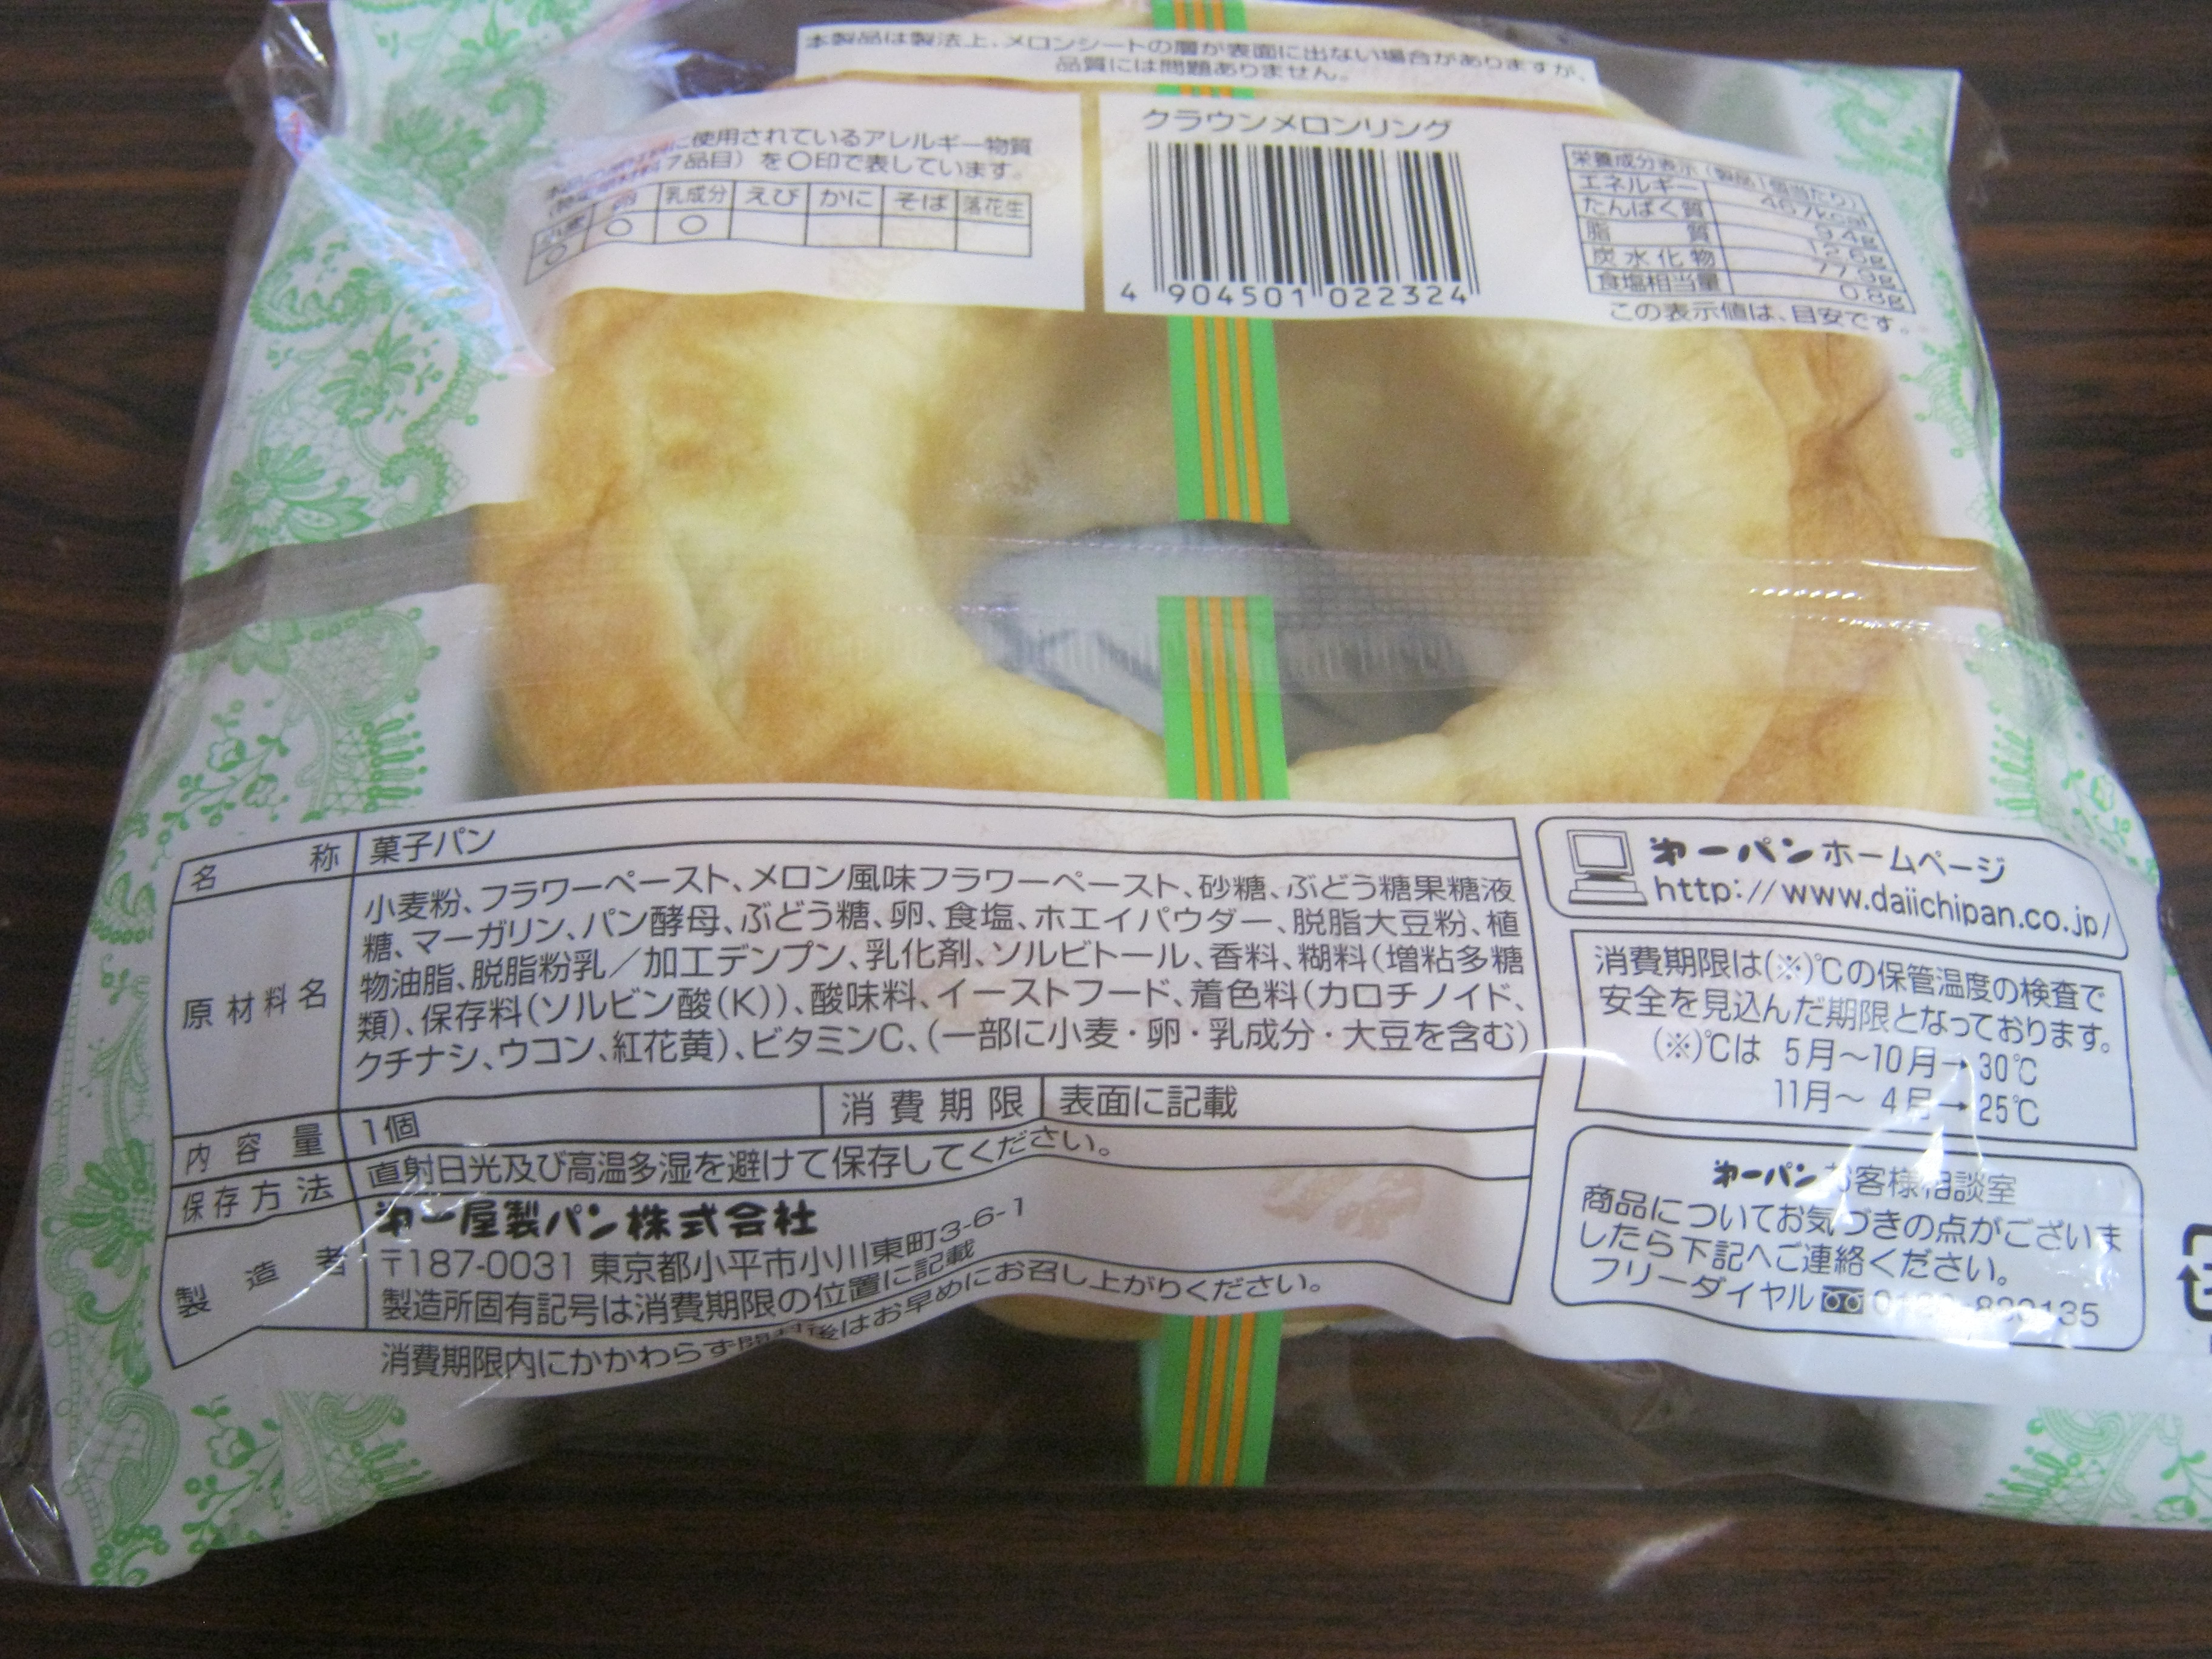 本製品は製法上、メロンシートの層が表面に出ない場合がありますが、
品質には問題ありません。
に使用されているアレルギー物質
7品目）を○印で表しています。
小麦 卵 乳成分 えび かに そば 落花生
○ ○ ○
クラウンメロンリング
4 904501 022324
栄養成分表示（製品1個当たり）
エネルギー 467kcal
たんぱく質 9.4g
脂質 12.6g
炭水化物 77.9g
食塩相当量 0.8g
この表示値は、目安です。
名称 菓子パン
原材料名 小麦粉、フラワーペースト、メロン風味フラワーペースト、砂糖、ぶどう糖果糖液
糖、マーガリン、パン酵母、ぶどう糖、卵、食塩、ホエイパウダー、脱脂大豆粉、植
物油脂、脱脂粉乳／加工デンプン、乳化剤、ソルビトール、香料、糊料（増粘多糖
類）、保存料（ソルビン酸（K））、酸味料、イーストフード、着色料（カロチノイド、
クチナシ、ウコン、紅花黄）、ビタミンC、（一部に小麦・卵・乳成分・大豆を含む）
内容量 1個 消費期限 表面に記載
保存方法 直射日光及び高温多湿を避けて保存してください。
製造者 第一屋製パン株式会社
〒187-0031 東京都小平市小川東町3-6-1
製造所固有記号は消費期限の位置に記載
消費期限内にかかわらず開封後はお早めにお召し上がりください。
第一パンホームページ
http://www.daiichipan.co.jp/
消費期限は(※)℃の保管温度の検査で
安全を見込んだ期限となっております。
(※)℃は 5月～10月→30℃
11月～ 4月→25℃
第一パンお客様相談室
商品についてお気づきの点がございま
したら下記へご連絡ください。
フリーダイヤル